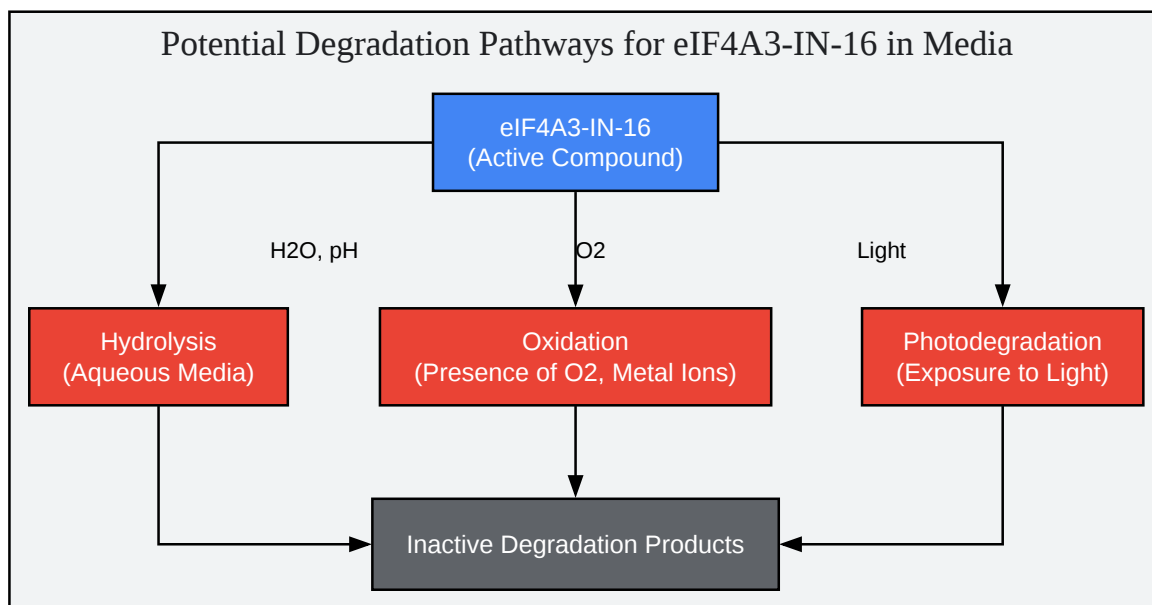 Potential Degradation Pathways for eIF4A3-IN-16 in Media
eIF4A3-IN-16
(Active Compound)
H2O, pH
O2
Light
Hydrolysis
(Aqueous Media)
Oxidation
(Presence of O2, Metal Ions)
Photodegradation
(Exposure to Light)
Inactive Degradation Products